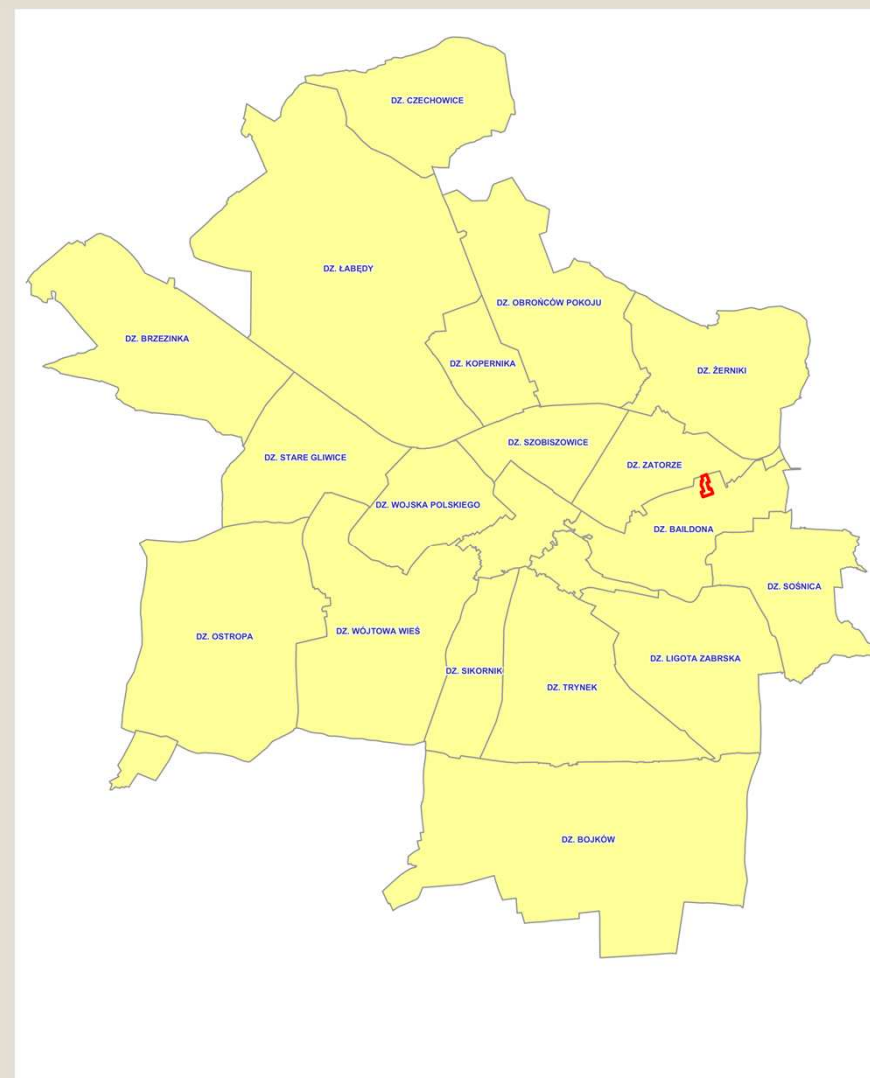 DZ. CZECHOWICE
DZ. ŁABĘDY
DZ. OBROŃCÓW POKOJU
DZ. BRZEZINKA
DZ. KOPERNIKA
DZ. ŻERNIKI
DZ. SZOBISZOWICE
DZ. STARE GLIWICE
DZ. ZATORZE
DZ. WOJSKA POLSKIEGO
DZ. BAILDONA
DZ. SOŚNICA
DZ. OSTROPA
DZ. WÓJTOWA WIEŚ
DZ. LIGOTA ZABRSKA
DZ. SIKORNIK
DZ. TRYNEK
DZ. BOJKÓW